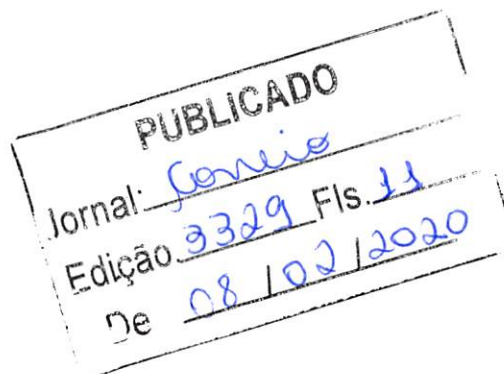 PUBLICADO
Jornal: Correio
Edição 3329 Fls. 11
De 08 / 02 / 2020